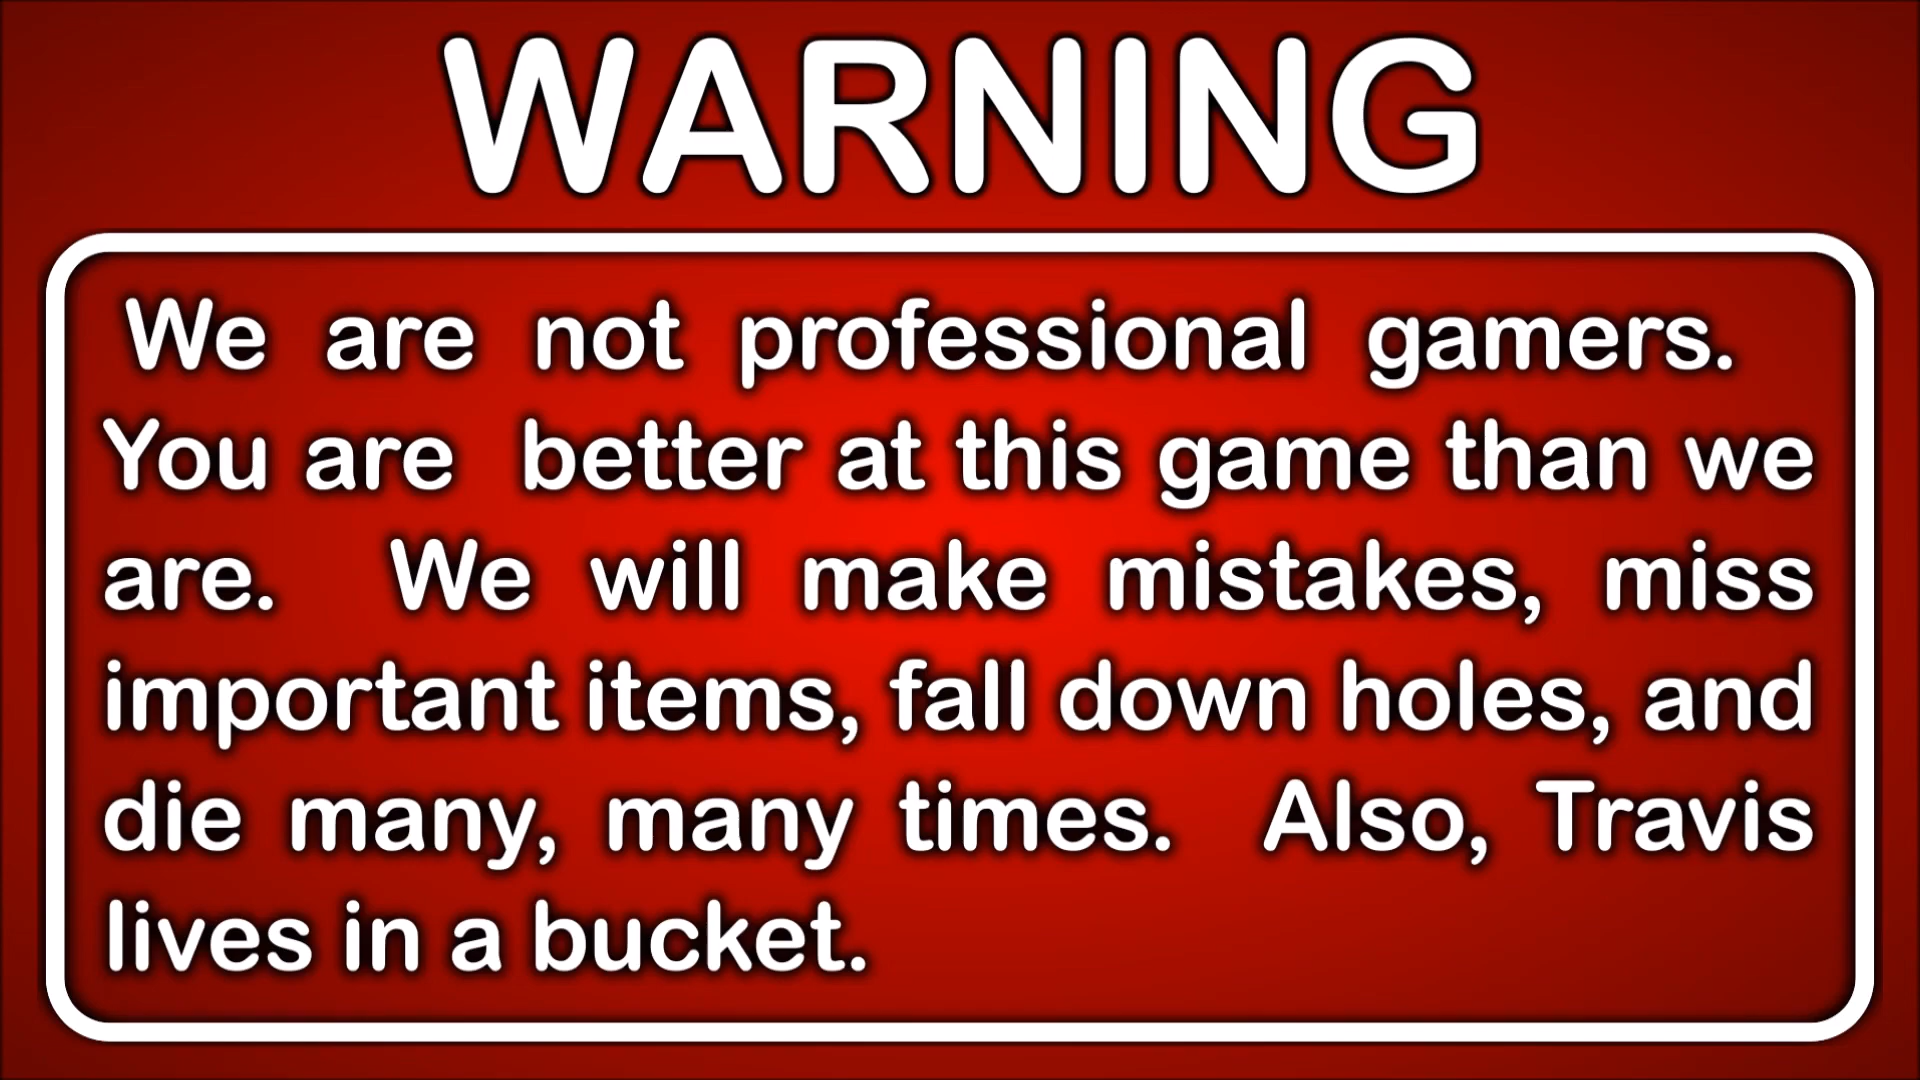 WARNING
We are not professional gamers.
You are better at this game than we
are. We will make mistakes, miss
important items, fall down holes, and
die many, many times. Also, Travis
lives in a bucket.